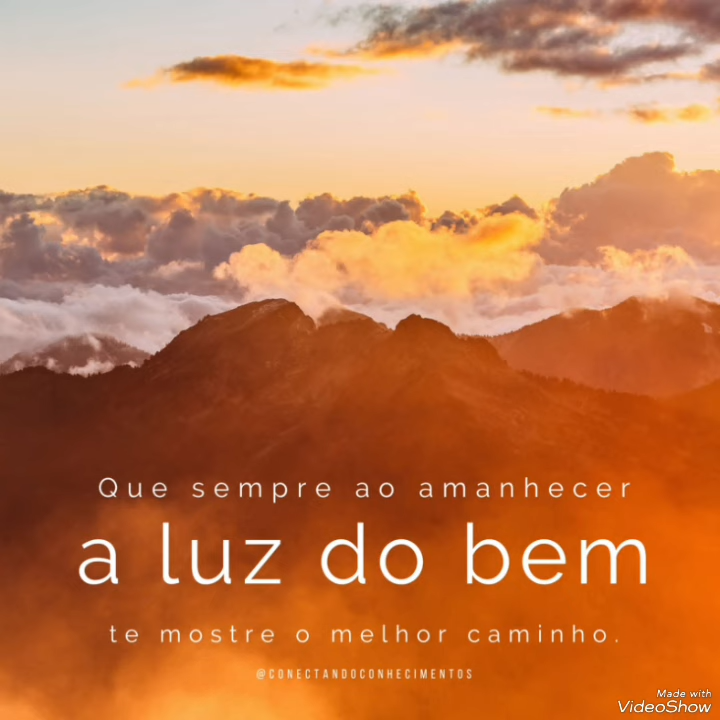 Que sempre ao amanhecer
a luz do bem
te mostre o melhor caminho.
@CONECTANDOCONHECIMENTOS
Made with
VideoShow